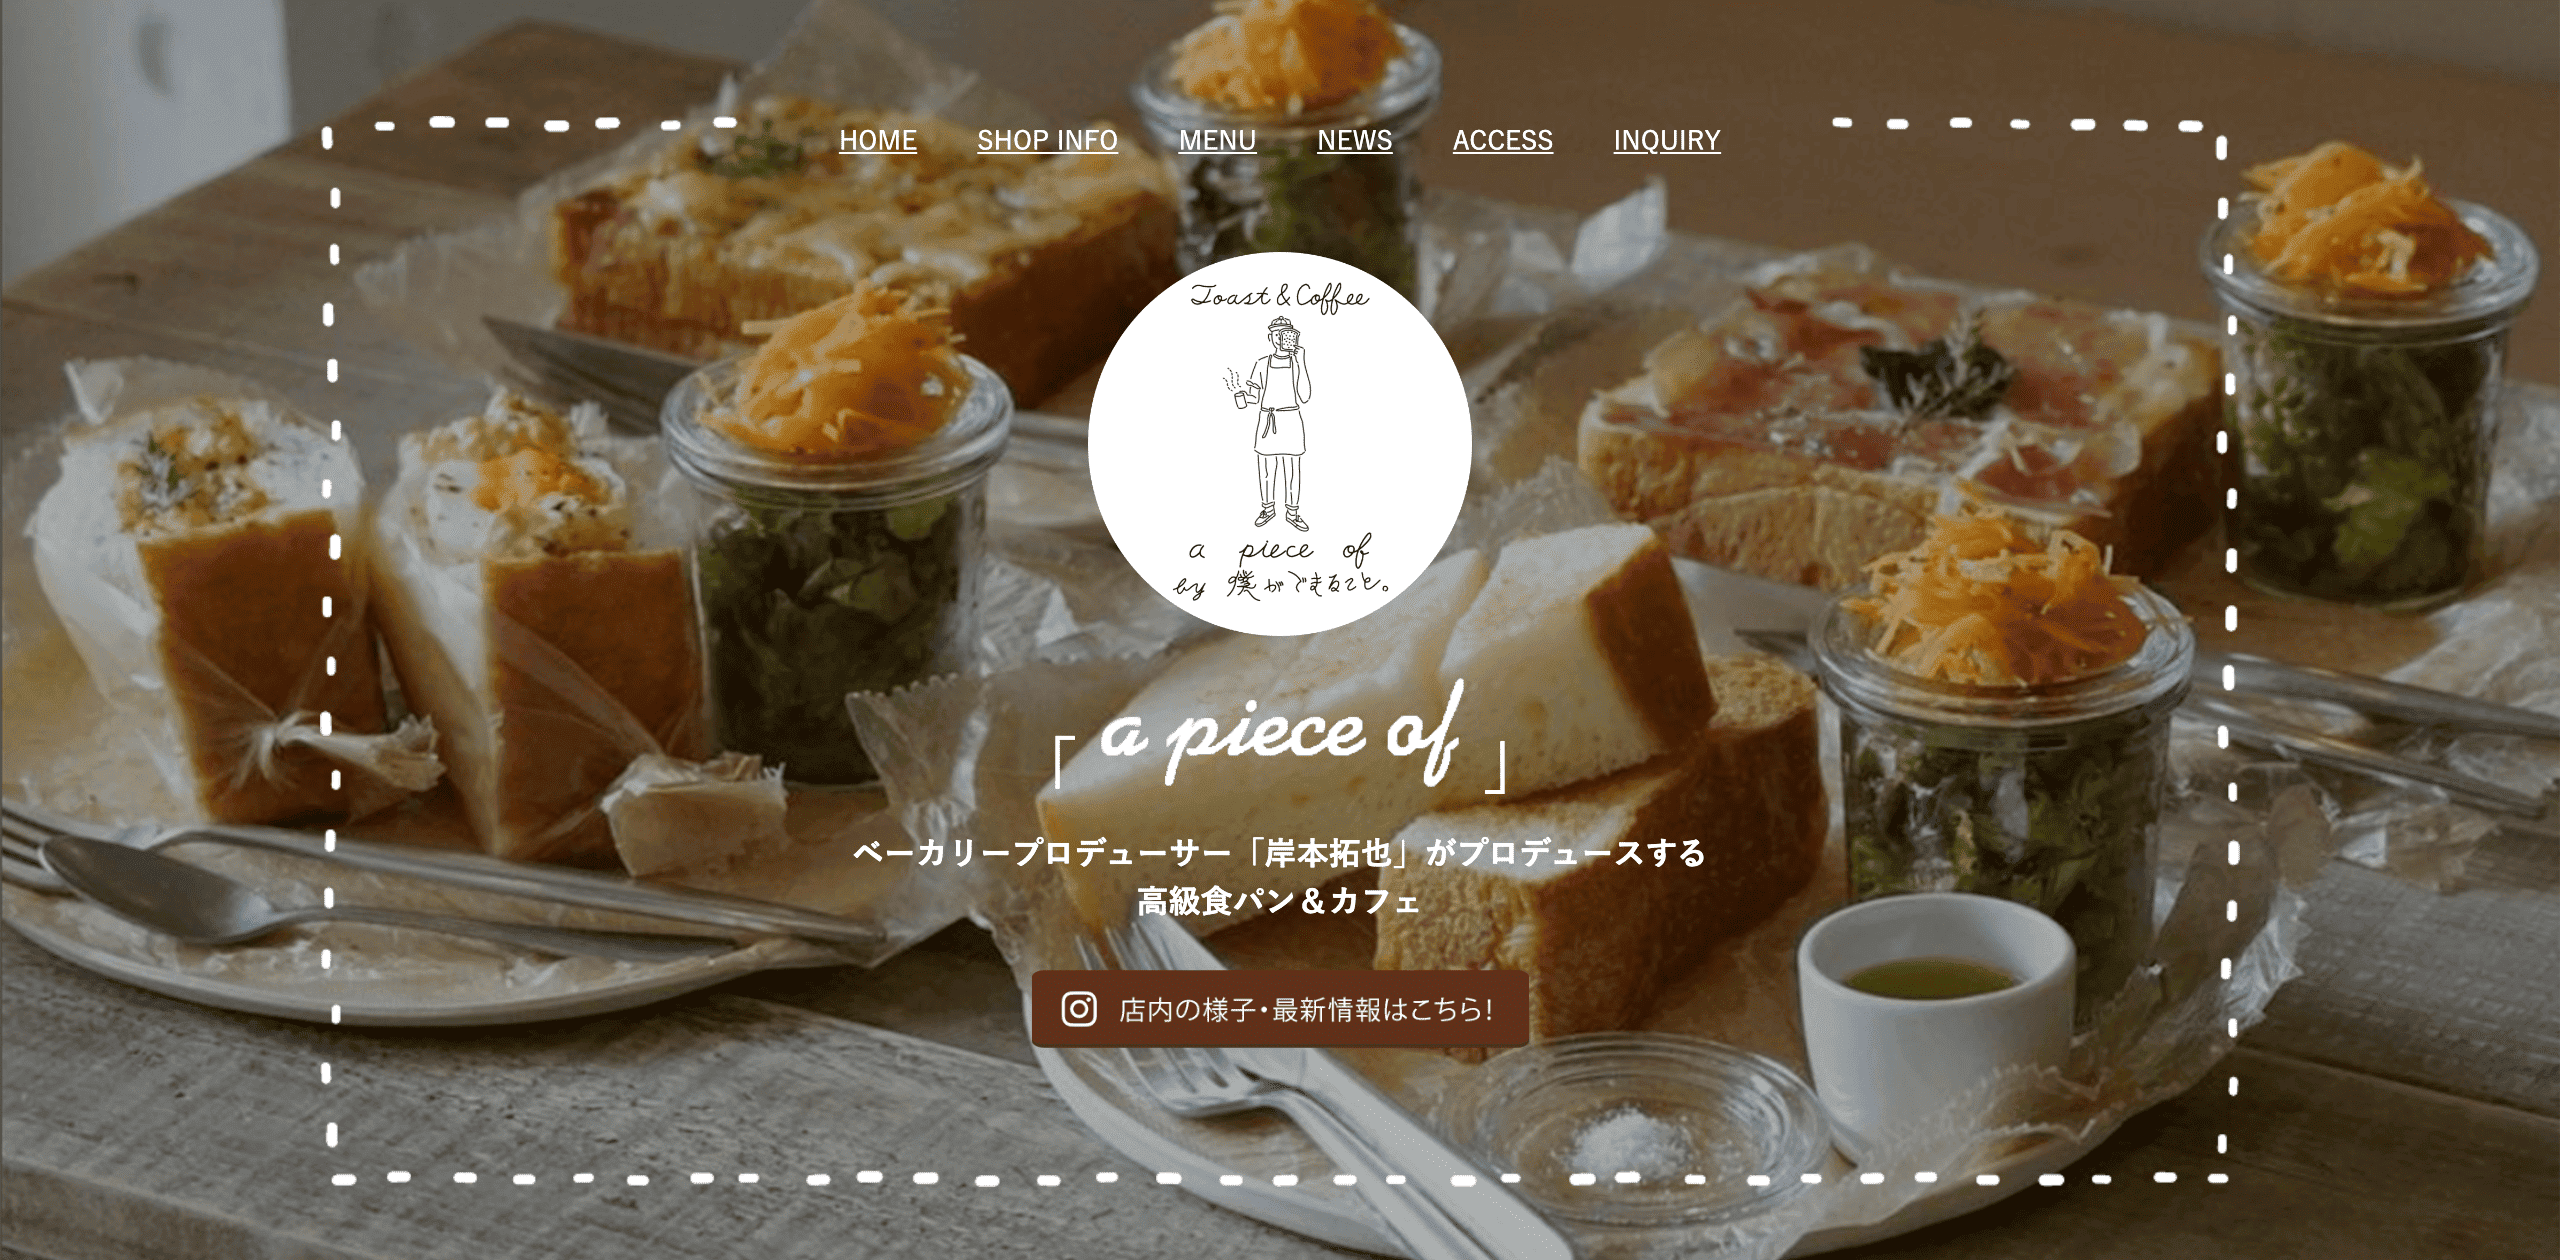 HOME SHOP INFO MENU NEWS ACCESS INQUIRY
Toast & Coffee
a piece of
by 僕がでまること。
「a piece of」
ベーカリープロデューサー「岸本拓也」がプロデュースする
高級食パン＆カフェ
店内の様子・最新情報はこちら！